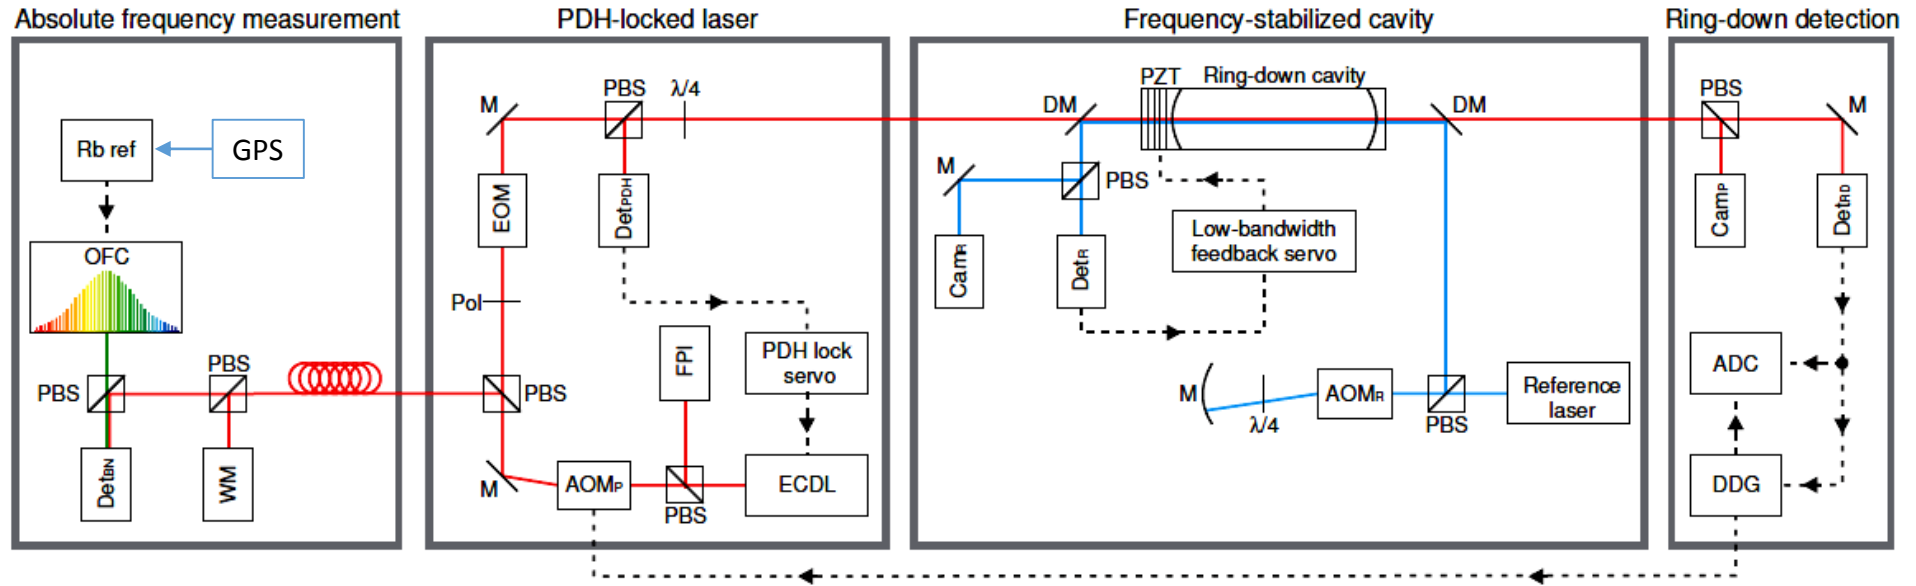 Absolute frequency measurement
PDH-locked laser
Frequency-stabilized cavity
Ring-down detection
Rb ref
GPS
OFC
PBS
PBS
DetBN
WM
M
PBS
λ/4
EOM
DetPDH
Pol
FPI
PDH lock
servo
PBS
M
AOMP
PBS
ECDL
DM
PZT
Ring-down cavity
DM
M
PBS
CamR
DetR
Low-bandwidth
feedback servo
M
λ/4
AOMR
PBS
Reference
laser
PBS
M
CamP
DetRD
ADC
DDG